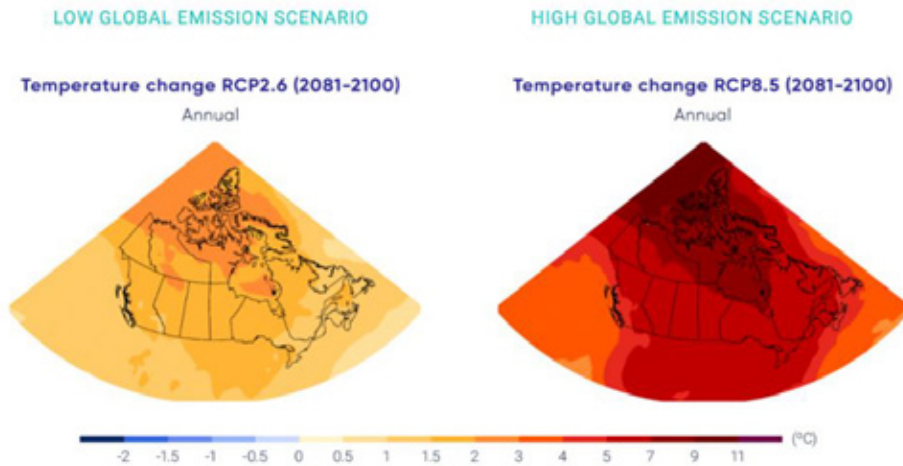 LOW GLOBAL EMISSION SCENARIO
Temperature change RCP2.6 (2081-2100)
Annual
HIGH GLOBAL EMISSION SCENARIO
Temperature change RCP8.5 (2081-2100)
Annual
-2 -1.5 -1 -0.5 0 0.5 1 1.5 2 3 4 5 7 9 11 (ºC)